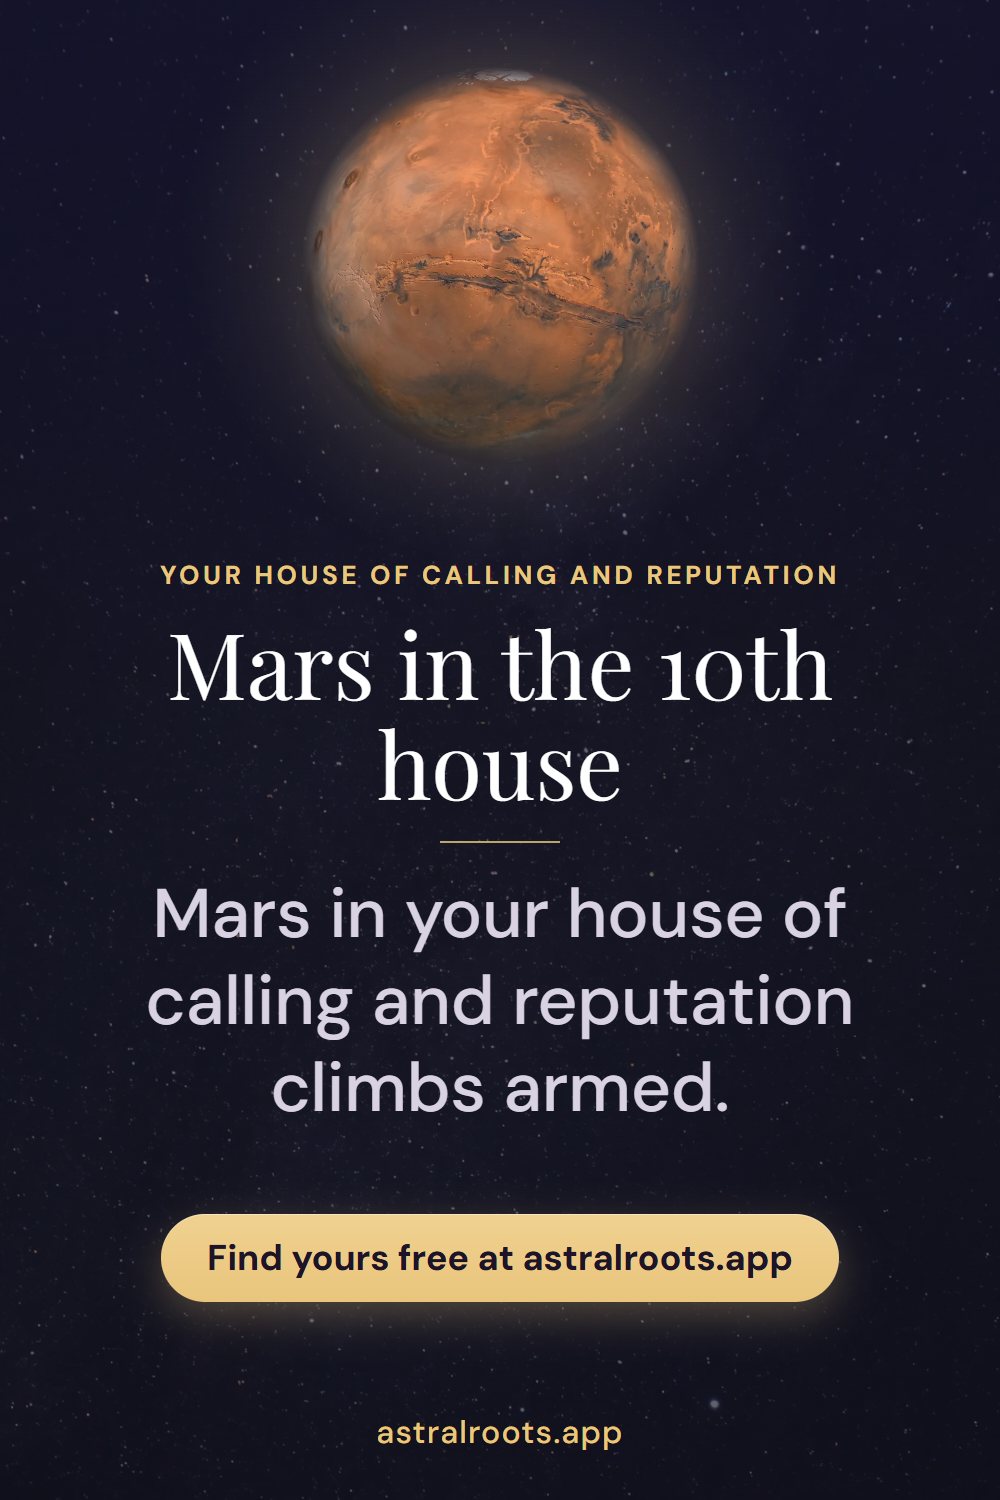 YOUR HOUSE OF CALLING AND REPUTATION
Mars in the 10th
house
Mars in your house of
calling and reputation
climbs armed.
Find yours free at astralroots.app
astralroots.app